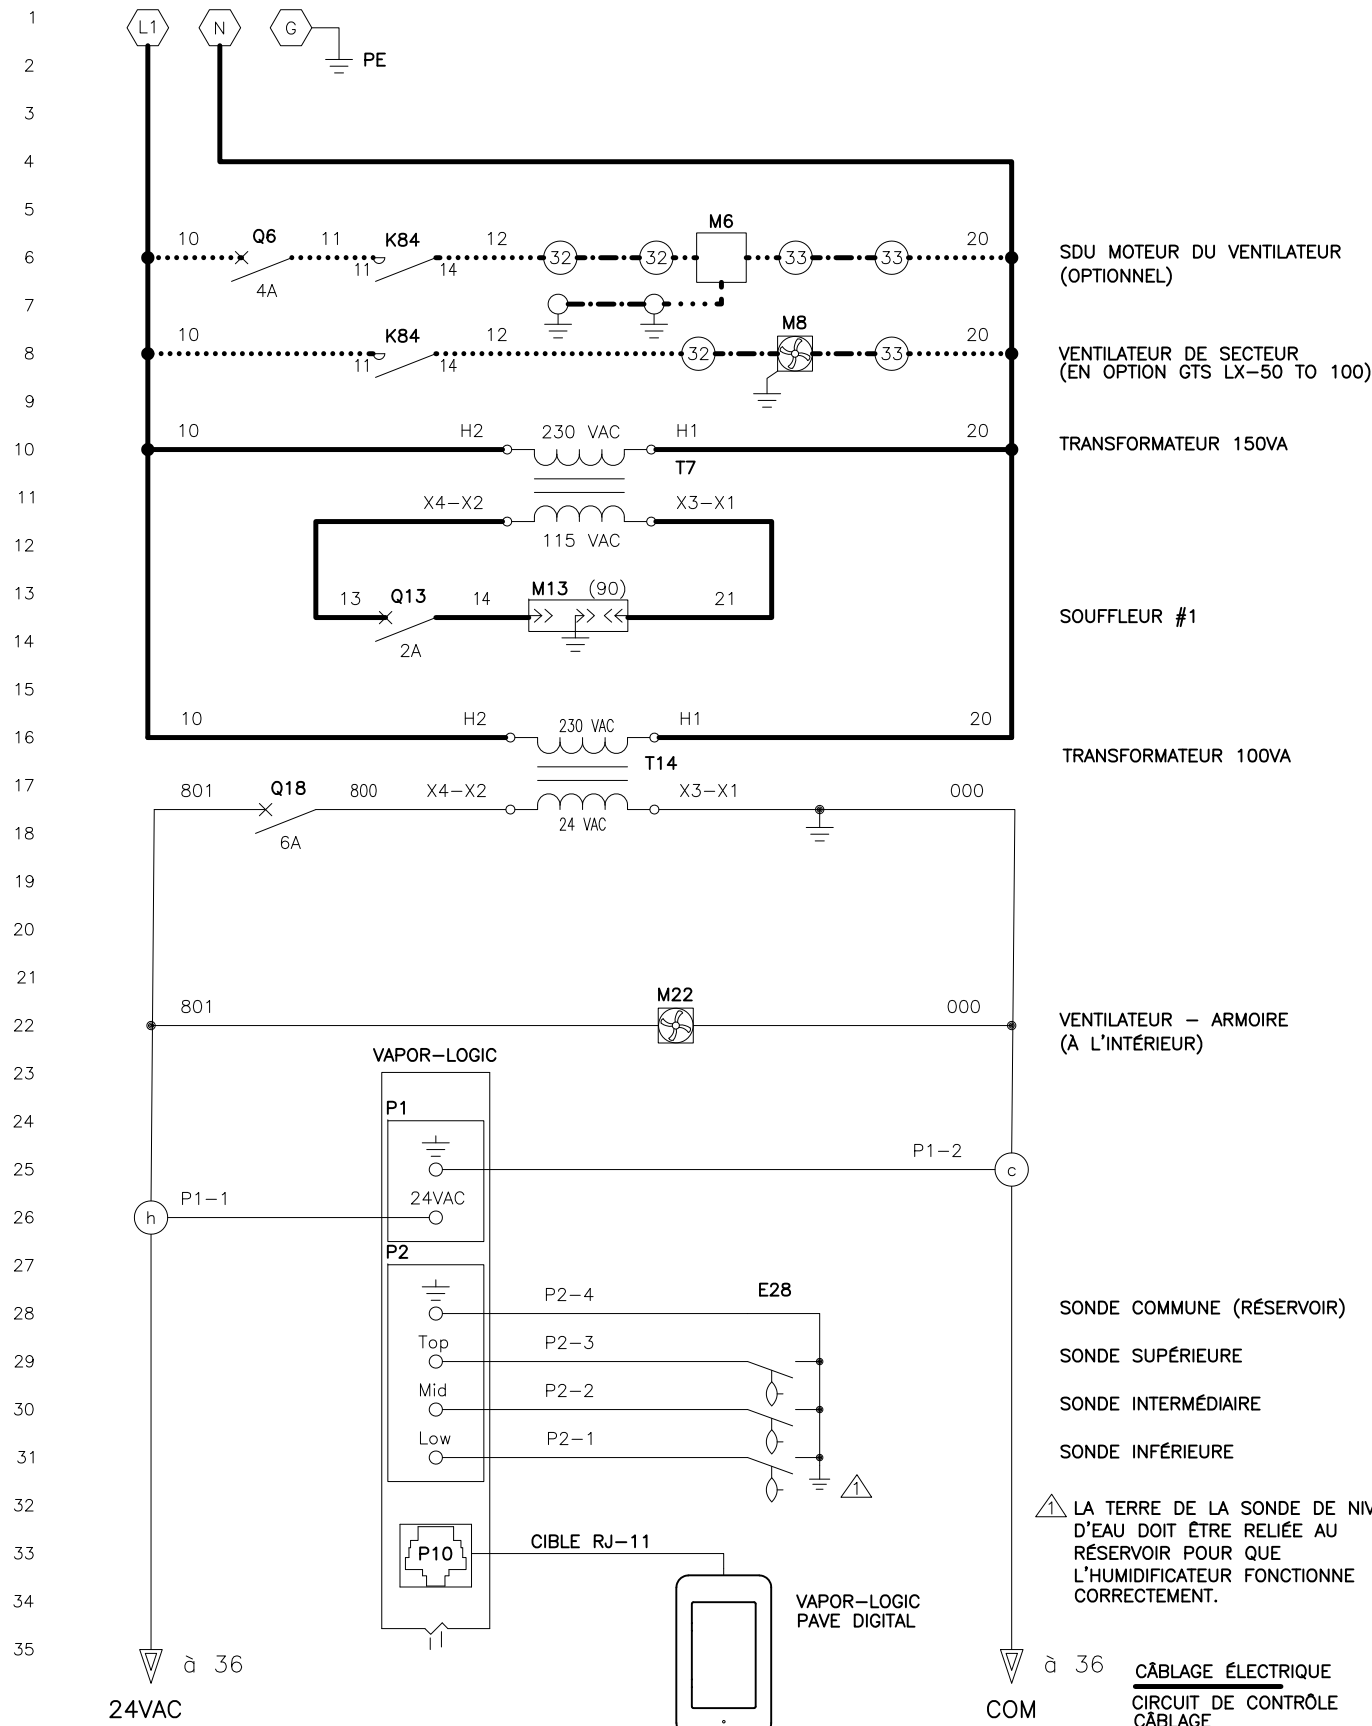 1 L1 N G
2 PE
3
4
5
M6
6 10 Q6 11 K84 12 32 32 33 33 20 SDU MOTEUR DU VENTILATEUR
11 14 (OPTIONNEL)
4A
7
M8
8 10 K84 12 32 33 20 VENTILATEUR DE SECTEUR
11 14 (EN OPTION GTS LX-50 TO 100)
9
10 10 H2 230 VAC H1 20 TRANSFORMATEUR 150VA
T7
11 X4-X2 X3-X1
12 115 VAC
13 13 Q13 14 M13 (90) 21 SOUFFLEUR #1
14 2A
15
16 10 H2 230 VAC H1 20
T14 TRANSFORMATEUR 100VA
17 801 Q18 800 X4-X2 X3-X1 000
18 6A 24 VAC
19
20
21
M22
22 801 000 VENTILATEUR - ARMOIRE
(À L'INTÉRIEUR)
VAPOR-LOGIC
23
24 P1
25 P1-2 c
26 h P1-1 24VAC
27 P2
28 P2-4 E28 SONDE COMMUNE (RÉSERVOIR)
29 Top P2-3 SONDE SUPÉRIEURE
30 Mid P2-2 SONDE INTERMÉDIAIRE
31 Low P2-1 SONDE INFÉRIEURE
1
32 1 LA TERRE DE LA SONDE DE NIV
D'EAU DOIT ÊTRE RELIÉE AU
33 P10 CIBLE RJ-11 RÉSERVOIR POUR QUE
L'HUMIDIFICATEUR FONCTIONNE
34 VAPOR-LOGIC CORRECTEMENT.
PAVE DIGITAL
35
à 36 à 36 CÂBLAGE ÉLECTRIQUE
24VAC COM CIRCUIT DE CONTRÔLE
CÂBLAGE